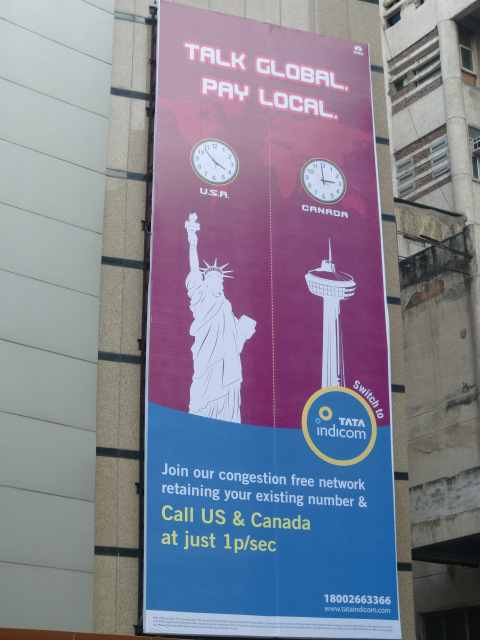 TATA
TALK GLOBAL.
PAY LOCAL.
U.S.A.
CANADA
Switch to
TATA
indicom
Join our congestion free network
retaining your existing number &
Call US & Canada
at just 1p/sec
18002663366
www.tataindicom.com